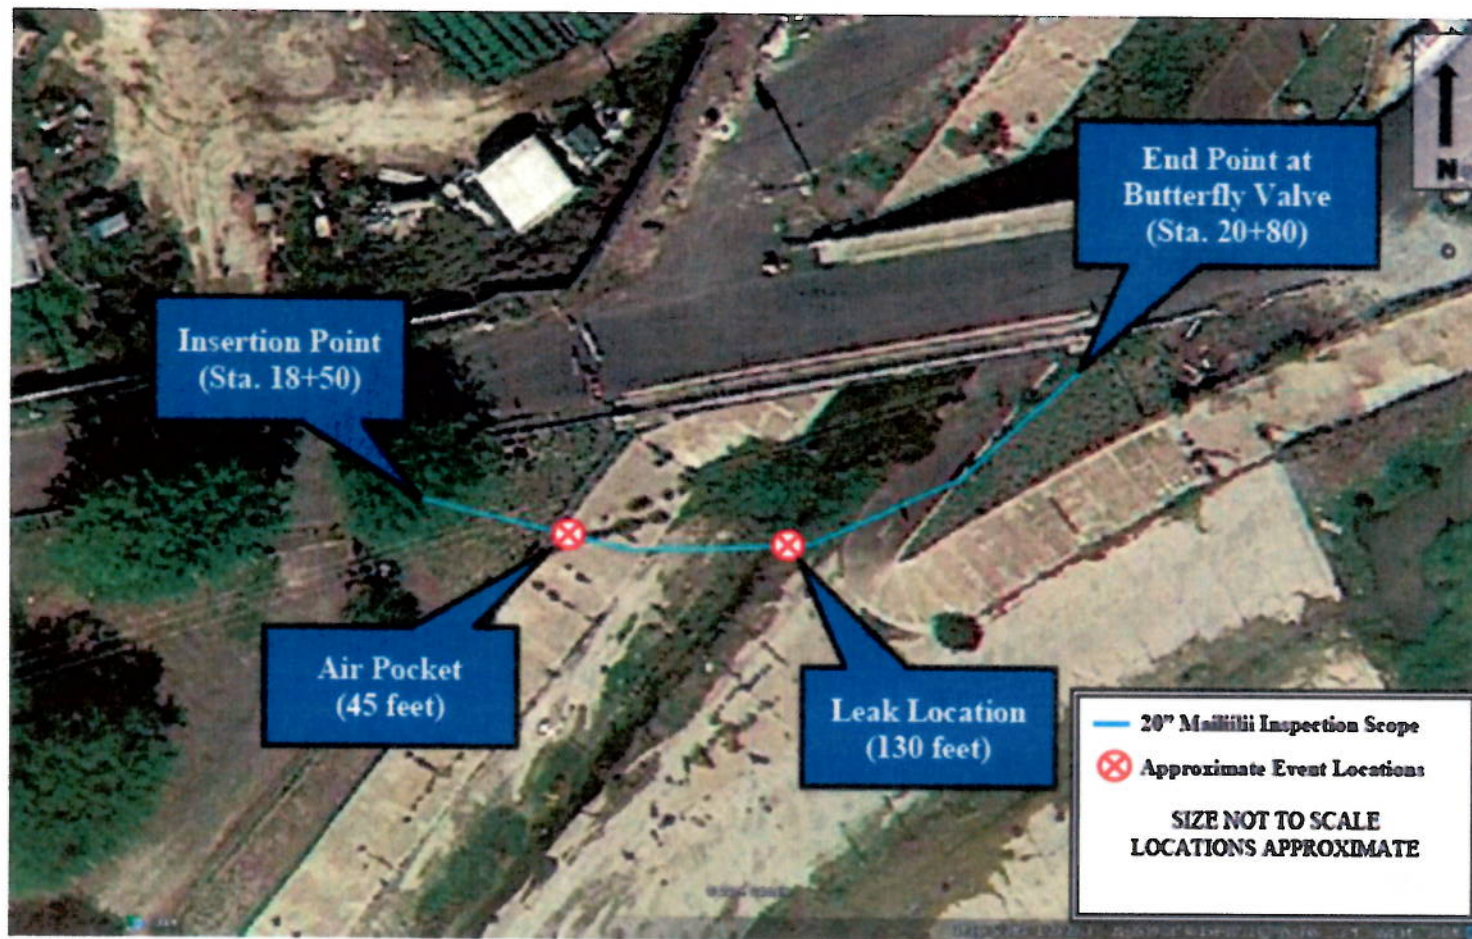 N
End Point at
Butterfly Valve
(Sta. 20+80)
Insertion Point
(Sta. 18+50)
Air Pocket
(45 feet)
Leak Location
(130 feet)
20" Mailiilii Inspection Scope
Approximate Event Locations
SIZE NOT TO SCALE
LOCATIONS APPROXIMATE